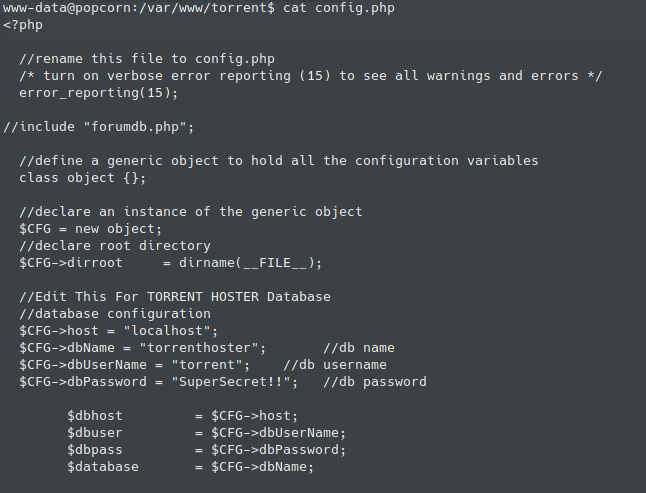 www-data@popcorn:/var/www/torrent$ cat config.php
<?php
//rename this file to config.php
/* turn on verbose error reporting (15) to see all warnings and errors */
error_reporting(15);
//include "forumdb.php";
//define a generic object to hold all the configuration variables
class object {};
//declare an instance of the generic object
$CFG = new object;
//declare root directory
$CFG->dirroot     = dirname(__FILE__);
//Edit This For TORRENT HOSTER Database
//database configuration
$CFG->host = "localhost";
$CFG->dbName = "torrenthoster";       //db name
$CFG->dbUserName = "torrent";    //db username
$CFG->dbPassword = "SuperSecret!!";   //db password
$dbhost         = $CFG->host;
$dbuser         = $CFG->dbUserName;
$dbpass         = $CFG->dbPassword;
$database       = $CFG->dbName;